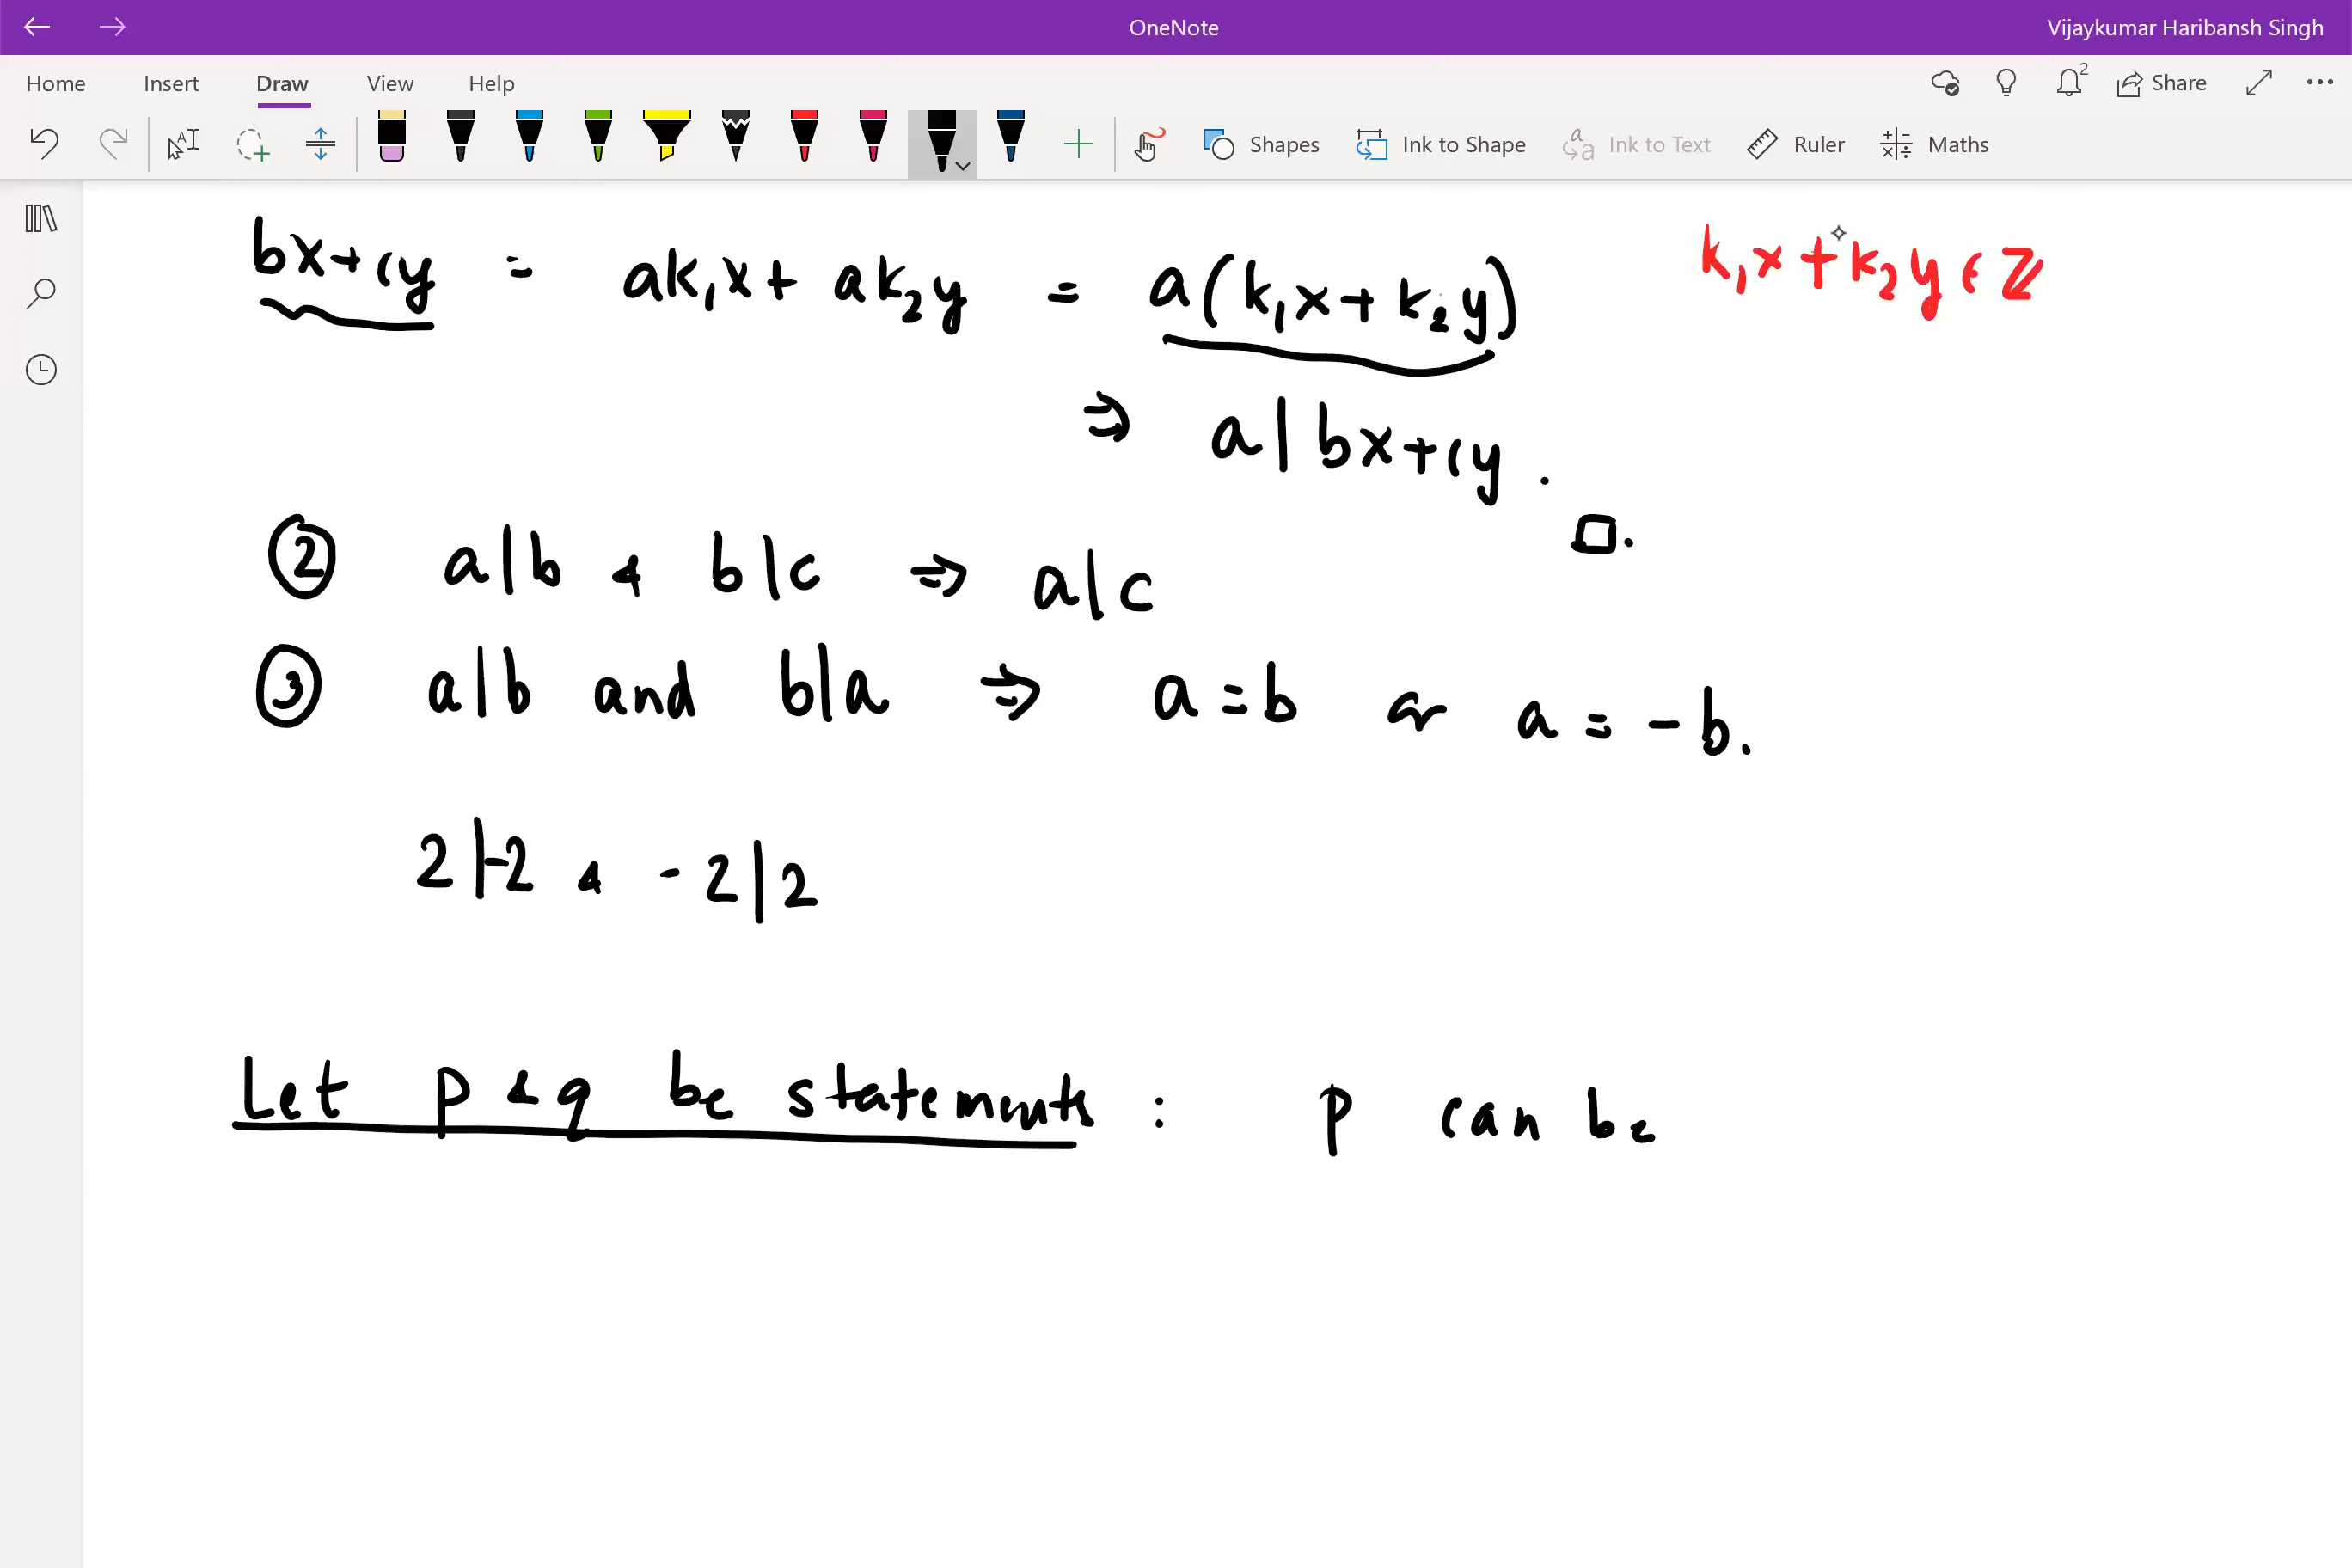 OneNote
Vijaykumar Haribansh Singh
Home Insert Draw View Help
2 Share
Shapes Ink to Shape Ink to Text Ruler Maths
bx+cy = ak₁x + ak₂y = a(k₁x + k₂y)
k₁x + k₂y ∈ ℤ
⇒ a|bx+cy .
□.
② a|b & b|c ⇒ a|c
③ a|b and b|a ⇒ a = b or a = -b.
2|-2 & -2|2
Let p & q be statements : p can be